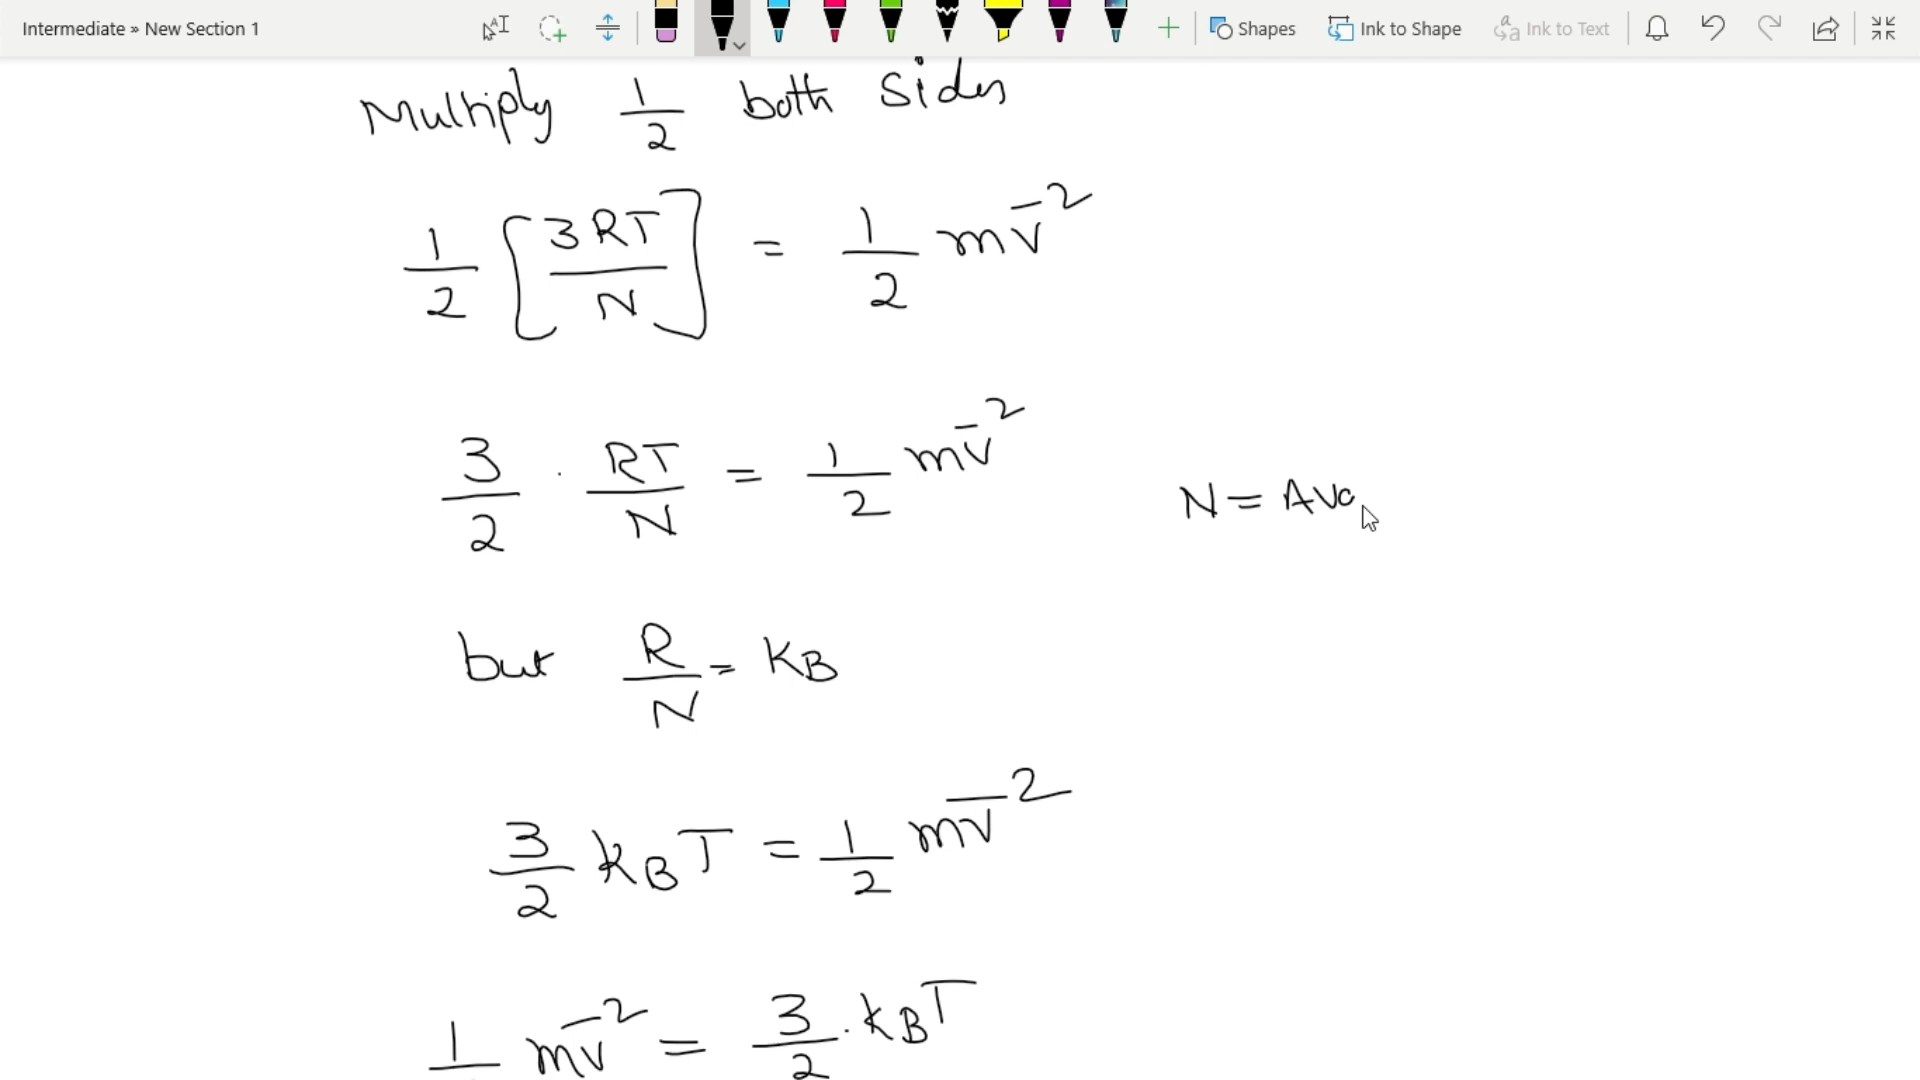 Intermediate » New Section 1 Shapes Ink to Shape Ink to Text
Multiply 1/2 both sides
1/2 [3RT/N] = 1/2 mv̄²
3/2 · RT/N = 1/2 mv̄²
N = Avo
but R/N = KB
3/2 KBT = 1/2 mv̄²
1/ mv̄² = 3/2 · KBT